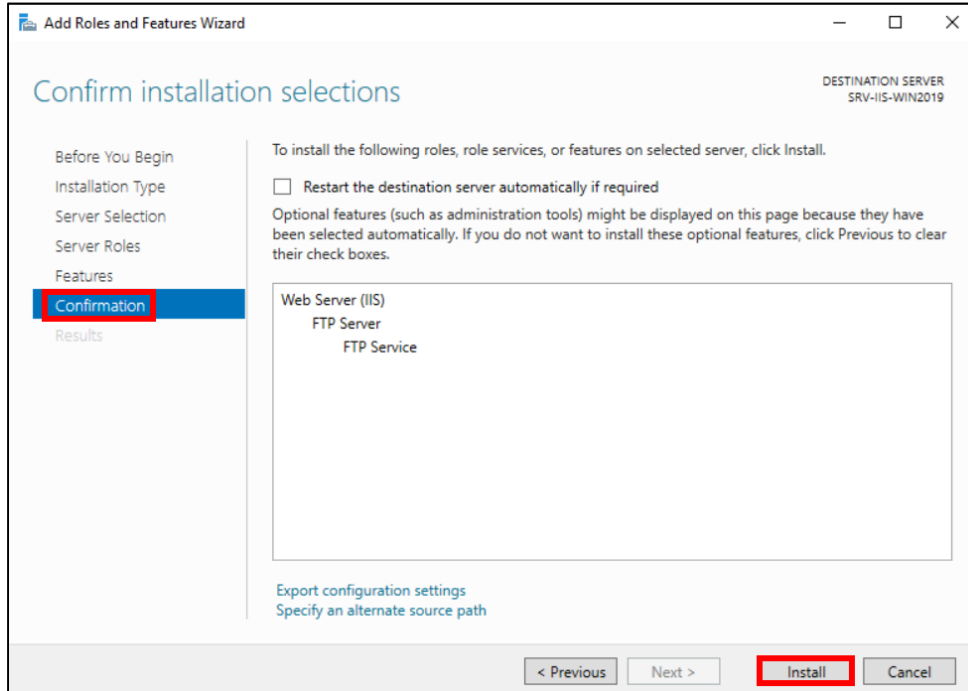 Add Roles and Features Wizard
Confirm installation selections
DESTINATION SERVER
SRV-IIS-WIN2019
Before You Begin
Installation Type
Server Selection
Server Roles
Features
Confirmation
Results
To install the following roles, role services, or features on selected server, click Install.
Restart the destination server automatically if required
Optional features (such as administration tools) might be displayed on this page because they have
been selected automatically. If you do not want to install these optional features, click Previous to clear
their check boxes.
Web Server (IIS)
FTP Server
FTP Service
Export configuration settings
Specify an alternate source path
< Previous
Next >
Install
Cancel